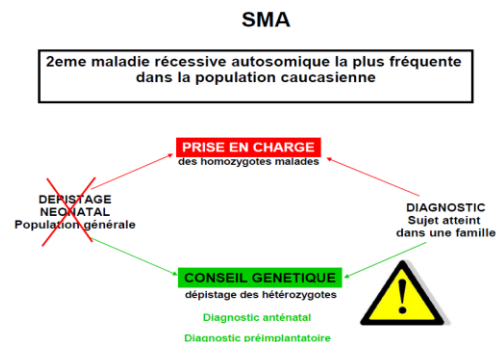 SMA
2eme maladie récessive autosomique la plus fréquente
dans la population caucasienne
PRISE EN CHARGE
des homozygotes malades
DEPISTAGE
NEONATAL
Population générale
DIAGNOSTIC
Sujet atteint
dans une famille
CONSEIL GENETIQUE
dépistage des hétérozygotes
Diagnostic anténatal
Diagnostic préimplantatoire